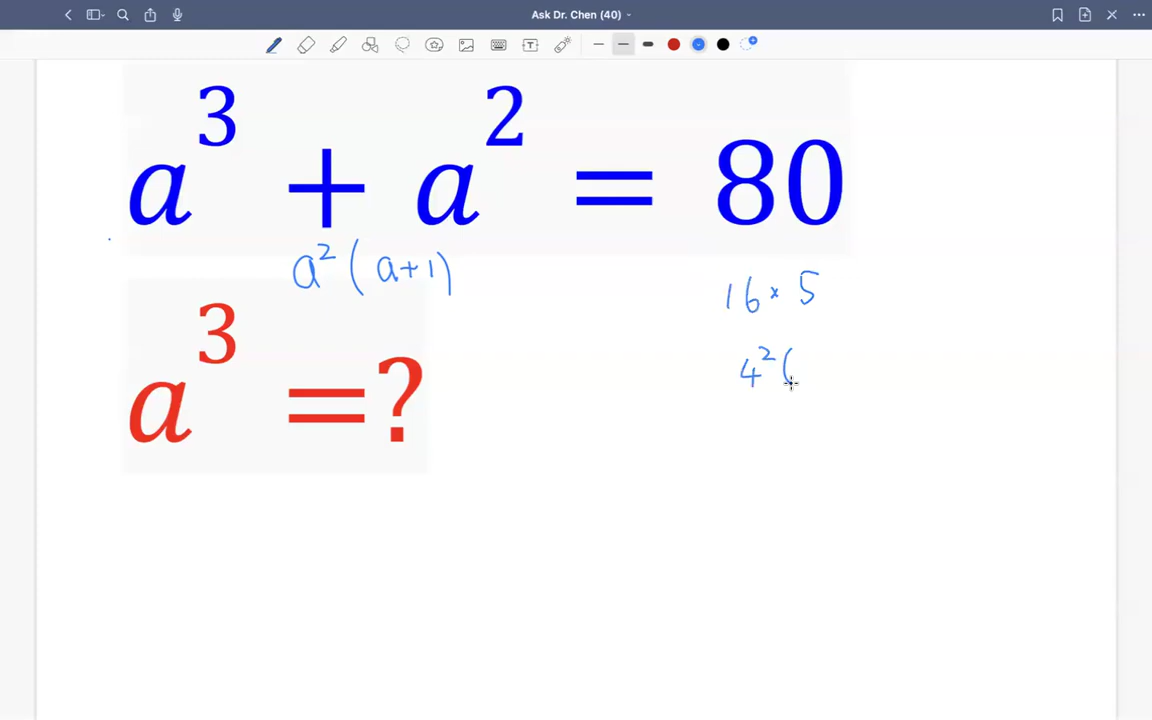 Ask Dr. Chen (40)
a³ + a² = 80
a² (a+1)
16 × 5
a³ =?
4² (